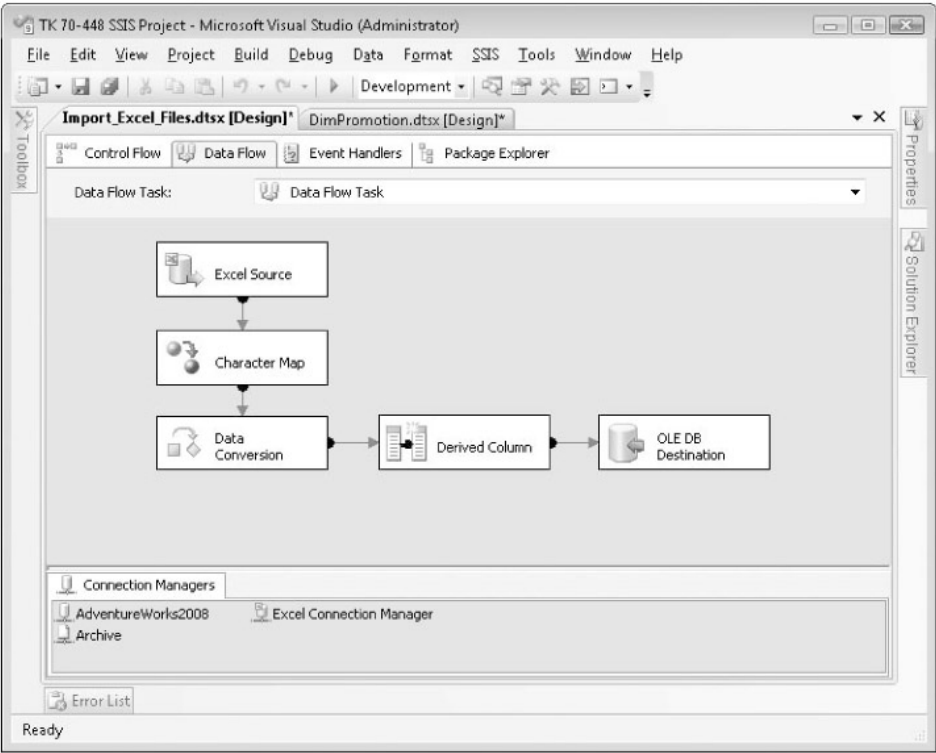 TK 70-448 SSIS Project - Microsoft Visual Studio (Administrator)
File Edit View Project Build Debug Data Format SSIS Tools Window Help
Development
Import_Excel_Files.dtsx [Design]* DimPromotion.dtsx [Design]*
Toolbox
Control Flow Data Flow Event Handlers Package Explorer
Data Flow Task: Data Flow Task
Properties
Solution Explorer
Excel Source
Character Map
Data
Conversion
Derived Column
OLE DB
Destination
Connection Managers
AdventureWorks2008 Excel Connection Manager
Archive
Error List
Ready